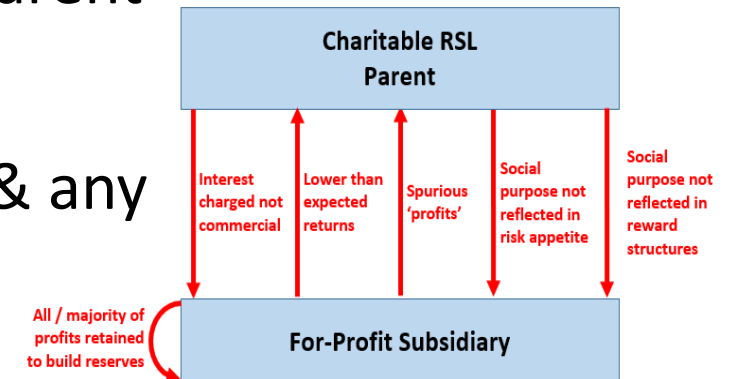 Charitable RSL
Parent
& any
Interest
charged not
commercial
Lower than
expected
returns
Spurious
‘profits’
Social
purpose not
reflected in
risk appetite
Social
purpose not
reflected in
reward
structures
All / majority of
profits retained
to build reserves
For-Profit Subsidiary